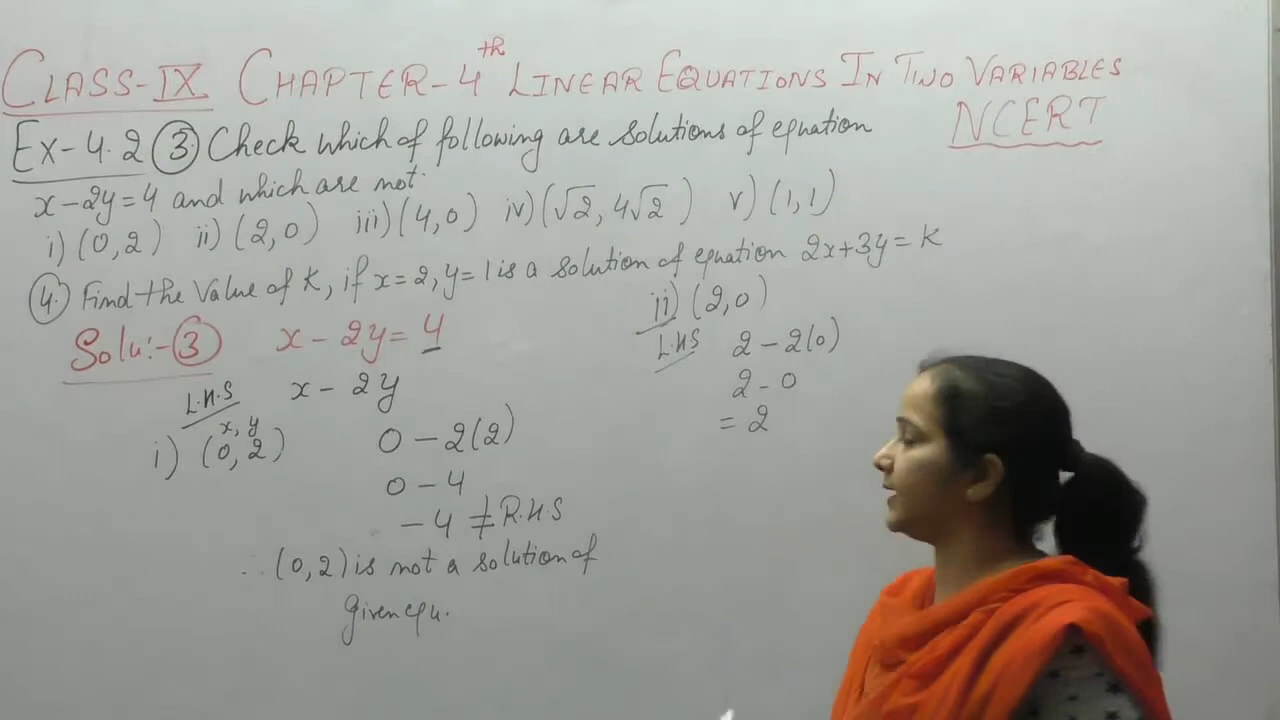 CLASS-IX CHAPTER-4th LINEAR EQUATIONS IN TWO VARIABLES
NCERT
Ex-4.2 (3) Check which of following are solutions of equation
x-2y=4 and which are not.
i) (0,2) ii) (2,0) iii) (4,0) iv) (√2, 4√2) v) (1,1)
(4.) Find the value of K, if x=2, y=1 is a solution of equation 2x+3y=K
Solu:-(3) x-2y=4
L.H.S x-2y
x, y
i) (0,2) 0-2(2)
0-4
-4 ≠ R.H.S
∴ (0,2) is not a solution of
Given equ.
ii) (2,0)
L.H.S 2-2(0)
2-0
=2